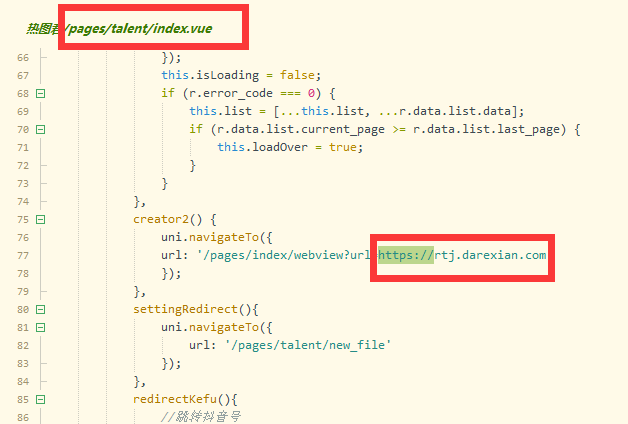 热图君/pages/talent/index.vue
66 });
67 this.isLoading = false;
68 if (r.error_code === 0) {
69 this.list = [...this.list, ...r.data.list.data];
70 if (r.data.list.current_page >= r.data.list.last_page) {
71 this.loadOver = true;
72 }
73 }
74 },
75 creator2() {
76 uni.navigateTo({
77 url: '/pages/index/webview?url=https://rtj.darexian.com
78 });
79 },
80 settingRedirect(){
81 uni.navigateTo({
82 url: '/pages/talent/new_file'
83 });
84 },
85 redirectKefu(){
86 //跳转抖音号